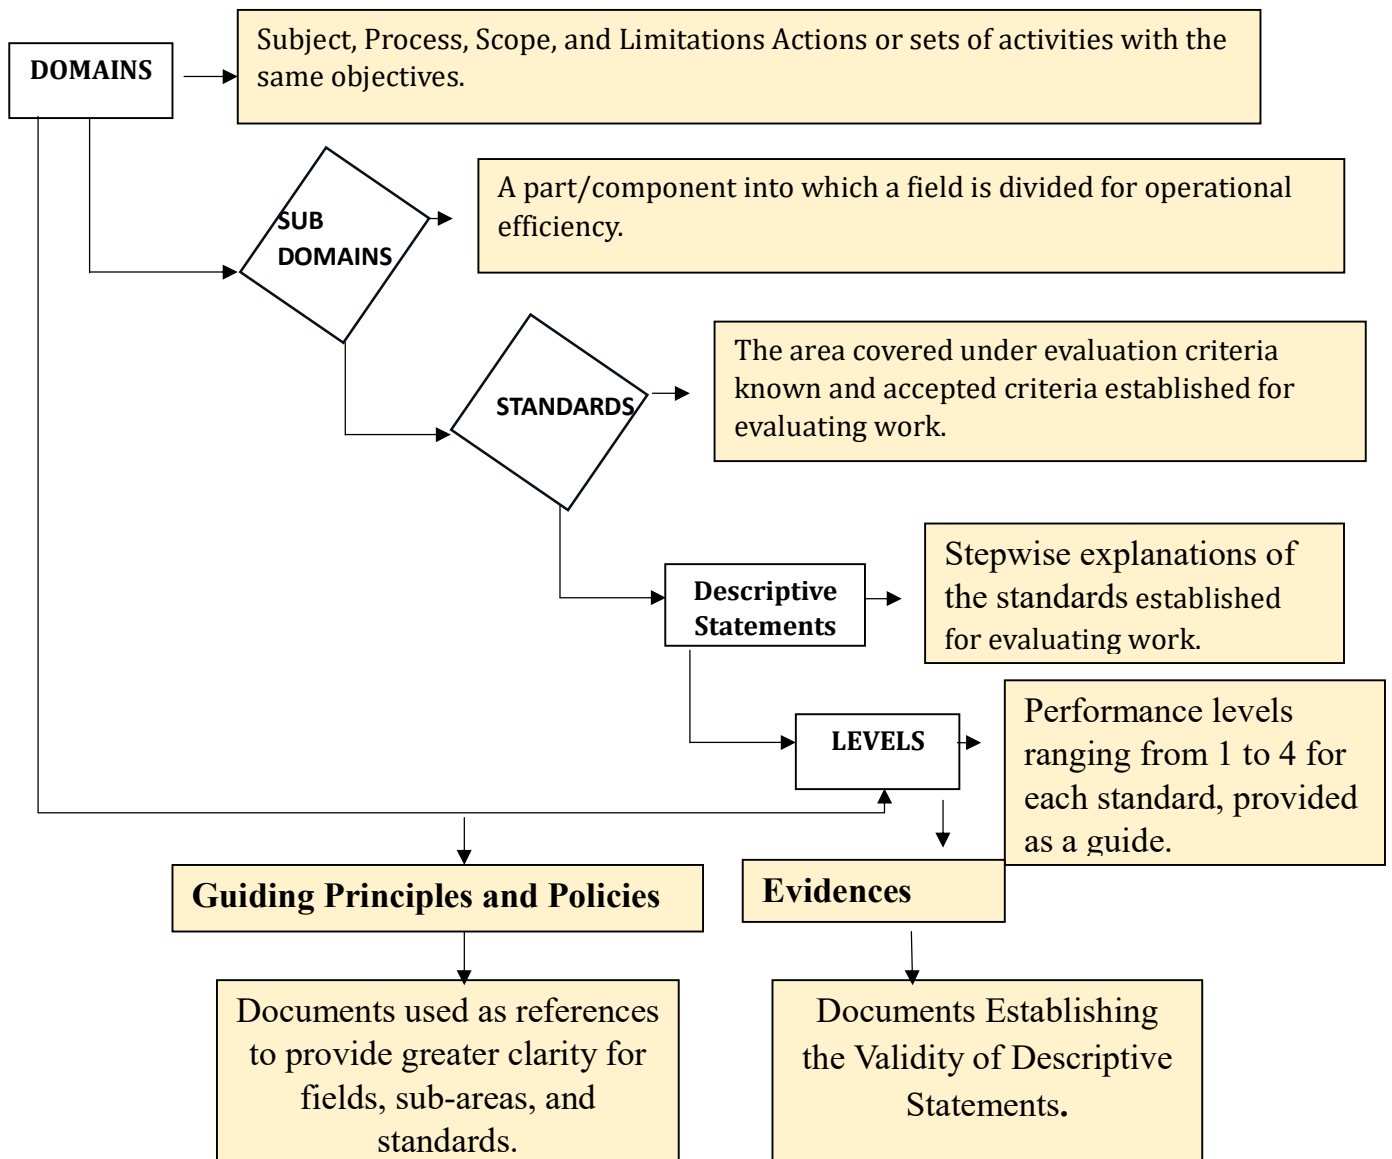 DOMAINS
Subject, Process, Scope, and Limitations Actions or sets of activities with the
same objectives.
SUB
DOMAINS
A part/component into which a field is divided for operational
efficiency.
STANDARDS
The area covered under evaluation criteria
known and accepted criteria established for
evaluating work.
Descriptive
Statements
Stepwise explanations of
the standards established
for evaluating work.
LEVELS
Performance levels
ranging from 1 to 4 for
each standard, provided
as a guide.
Guiding Principles and Policies
Evidences
Documents used as references
to provide greater clarity for
fields, sub-areas, and
standards.
Documents Establishing
the Validity of Descriptive
Statements.